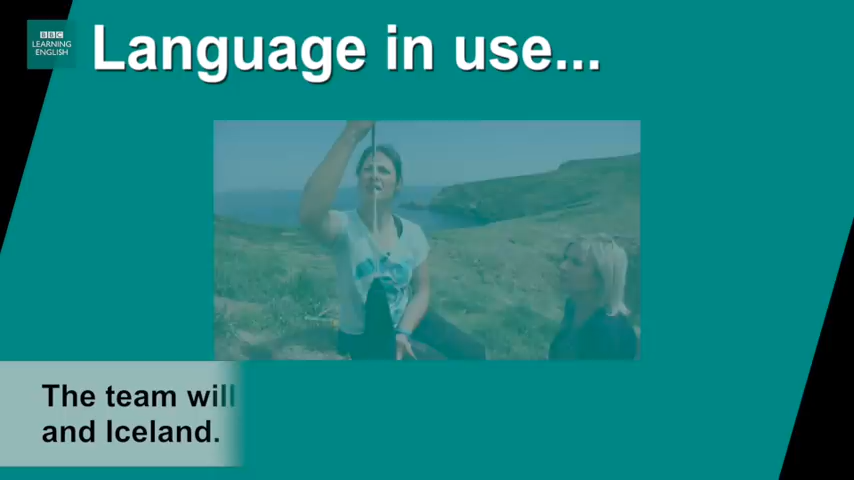 BBC
LEARNING
ENGLISH
Language in use...
The team will
and Iceland.